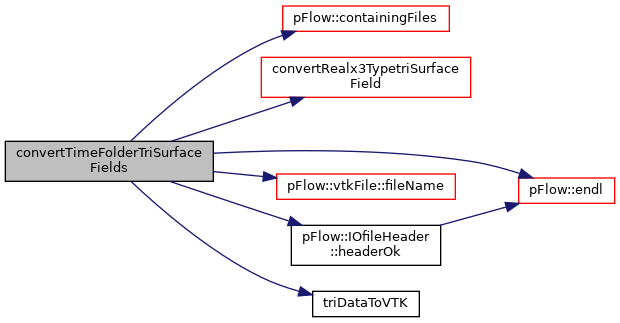 pFlow::containingFiles
convertRealx3TypetriSurface
Field
convertTimeFolderTriSurface
Fields
pFlow::vtkFile::fileName
pFlow::endl
pFlow::IOfileHeader
::headerOk
triDataToVTK